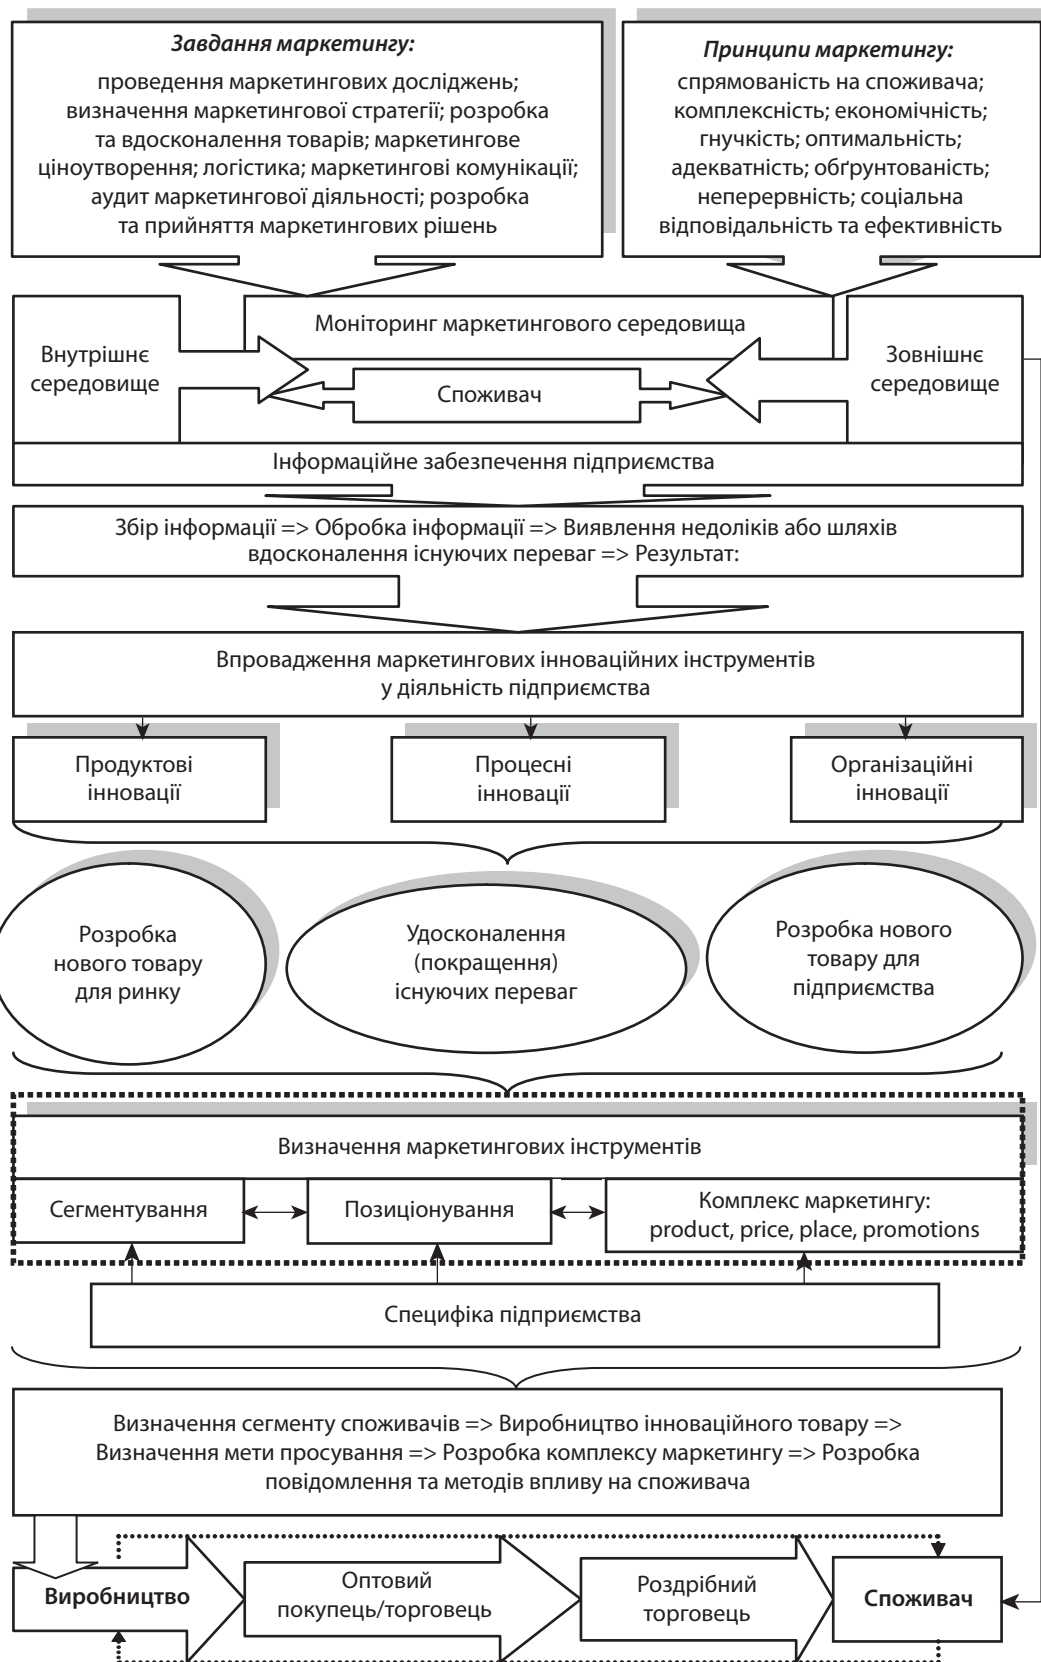 Завдання маркетингу:
проведення маркетингових досліджень;
визначення маркетингової стратегії; розробка
та вдосконалення товарів; маркетингове
ціноутворення; логістика; маркетингові комунікації;
аудит маркетингової діяльності; розробка
та прийняття маркетингових рішень
Принципи маркетингу:
спрямованість на споживача;
комплексність; економічність;
гнучкість; оптимальність;
адекватність; обґрунтованість;
неперервність; соціальна
відповідальність та ефективність
Моніторинг маркетингового середовища
Внутрішнє
середовище
Споживач
Зовнішнє
середовище
Інформаційне забезпечення підприємства
Збір інформації => Обробка інформації => Виявлення недоліків або шляхів
вдосконалення існуючих переваг => Результат:
Впровадження маркетингових інноваційних інструментів
у діяльність підприємства
Продуктові
інновації
Процесні
інновації
Організаційні
інновації
Розробка
нового товару
для ринку
Удосконалення
(покращення)
існуючих переваг
Розробка нового
товару для
підприємства
Визначення маркетингових інструментів
Сегментування
Позиціонування
Комплекс маркетингу:
product, price, place, promotions
Специфіка підприємства
Визначення сегменту споживачів => Виробництво інноваційного товару =>
Визначення мети просування => Розробка комплексу маркетингу => Розробка
повідомлення та методів впливу на споживача
Виробництво
Оптовий
покупець/торговець
Роздрібний
торговець
Споживач